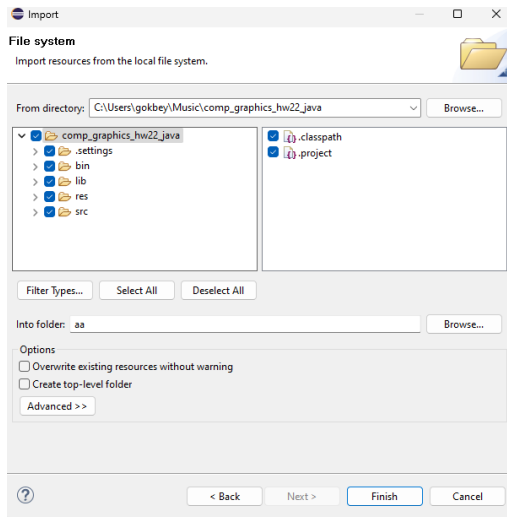 Import
File system
Import resources from the local file system.
From directory: C:\Users\gokbey\Music\comp_graphics_hw22_java Browse...
comp_graphics_hw22_java
.settings
bin
lib
res
src
.classpath
.project
Filter Types... Select All Deselect All
Into folder: aa Browse...
Options
Overwrite existing resources without warning
Create top-level folder
Advanced >>
? < Back Next > Finish Cancel